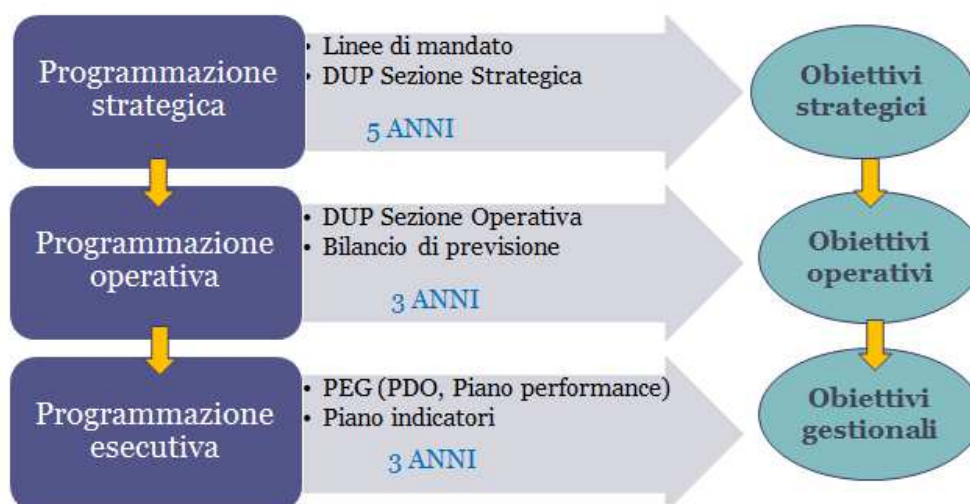 Programmazione
strategica
• Linee di mandato
• DUP Sezione Strategica
5 ANNI
Obiettivi
strategici
Programmazione
operativa
• DUP Sezione Operativa
• Bilancio di previsione
3 ANNI
Obiettivi
operativi
Programmazione
esecutiva
• PEG (PDO, Piano performance)
• Piano indicatori
3 ANNI
Obiettivi
gestionali